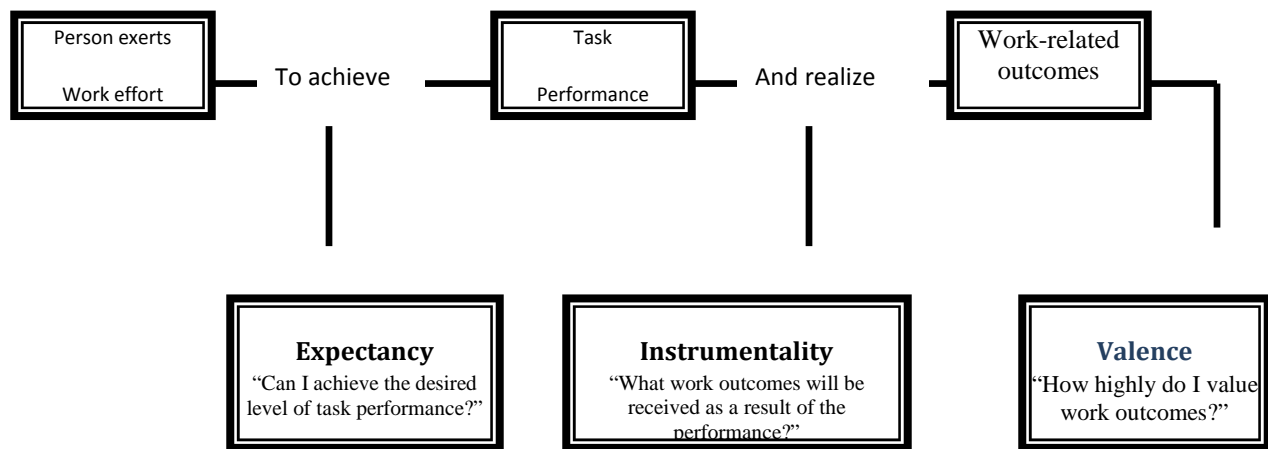 Person exerts
Work effort
To achieve
Task
Performance
And realize
Work-related
outcomes
Expectancy
“Can I achieve the desired
level of task performance?”
Instrumentality
“What work outcomes will be
received as a result of the
performance?”
Valence
“How highly do I value
work outcomes?”